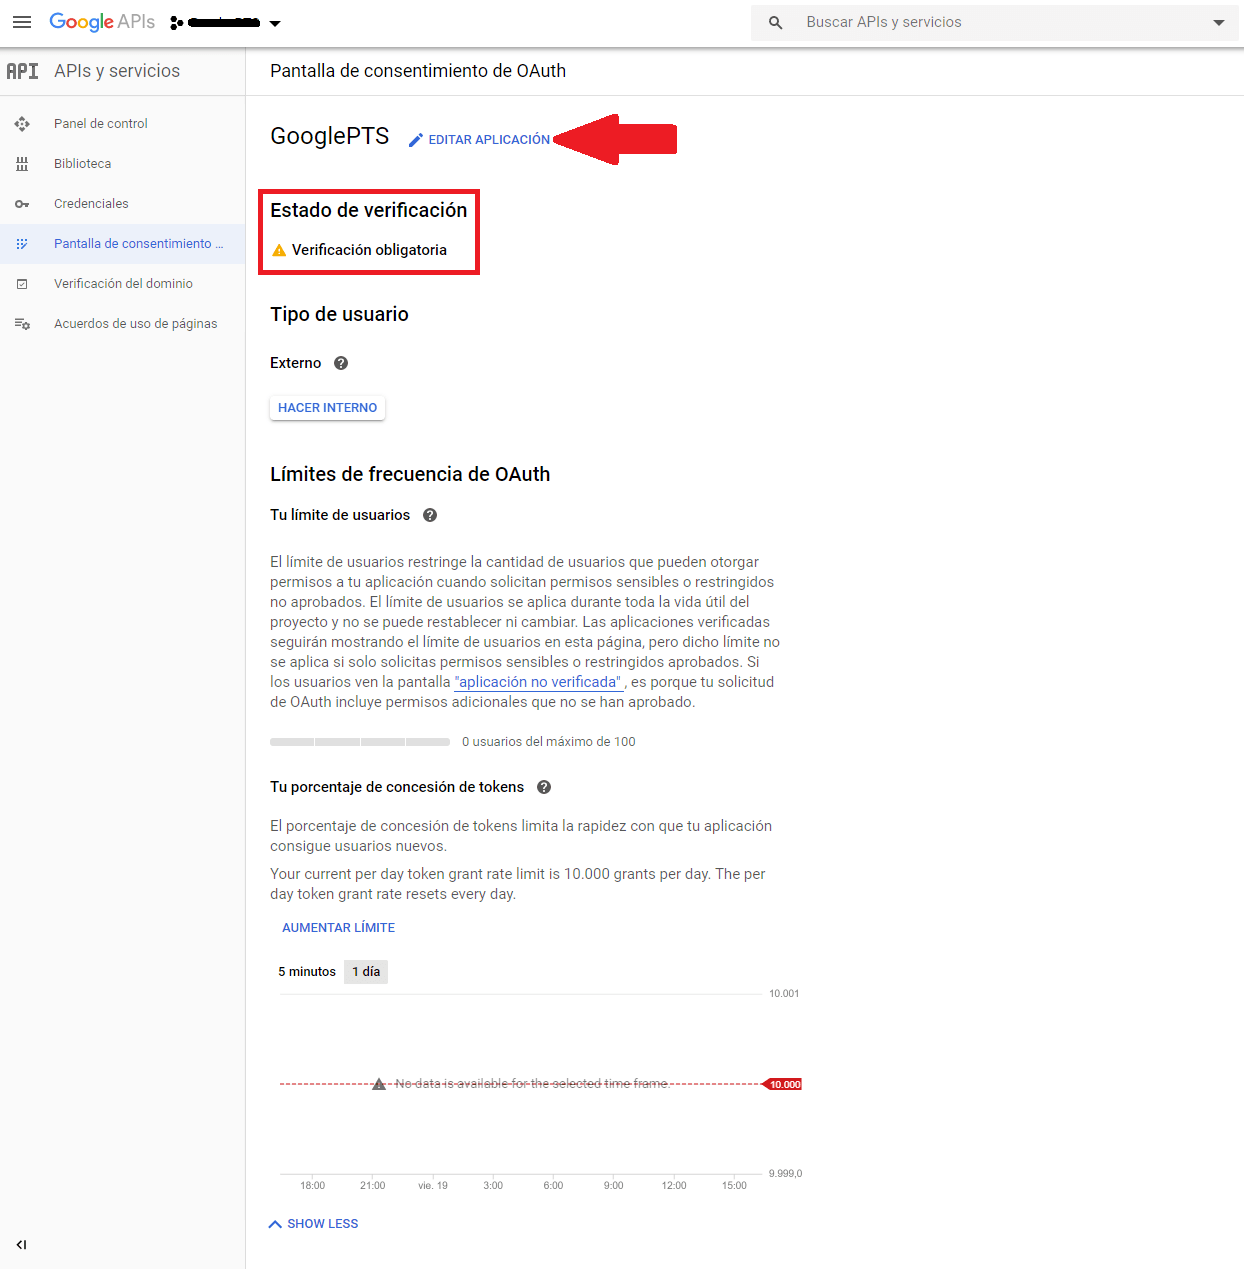 Google APIs
Buscar APIs y servicios
API APIs y servicios
Pantalla de consentimiento de OAuth
Panel de control
Biblioteca
Credenciales
Pantalla de consentimiento ...
Verificación del dominio
Acuerdos de uso de páginas
GooglePTS
EDITAR APLICACIÓN
Estado de verificación
Verificación obligatoria
Tipo de usuario
Externo
HACER INTERNO
Límites de frecuencia de OAuth
Tu límite de usuarios
El límite de usuarios restringe la cantidad de usuarios que pueden otorgar
permisos a tu aplicación cuando solicitan permisos sensibles o restringidos
no aprobados. El límite de usuarios se aplica durante toda la vida útil del
proyecto y no se puede restablecer ni cambiar. Las aplicaciones verificadas
seguirán mostrando el límite de usuarios en esta página, pero dicho límite no
se aplica si solo solicitas permisos sensibles o restringidos aprobados. Si
los usuarios ven la pantalla "aplicación no verificada" , es porque tu solicitud
de OAuth incluye permisos adicionales que no se han aprobado.
0 usuarios del máximo de 100
Tu porcentaje de concesión de tokens
El porcentaje de concesión de tokens limita la rapidez con que tu aplicación
consigue usuarios nuevos.
Your current per day token grant rate limit is 10.000 grants per day. The per
day token grant rate resets every day.
AUMENTAR LÍMITE
5 minutos 1 día
10.001
No data is available for the selected time frame.
10.000
9.999,0
18:00 21:00 vie. 19 3:00 6:00 9:00 12:00 15:00
SHOW LESS